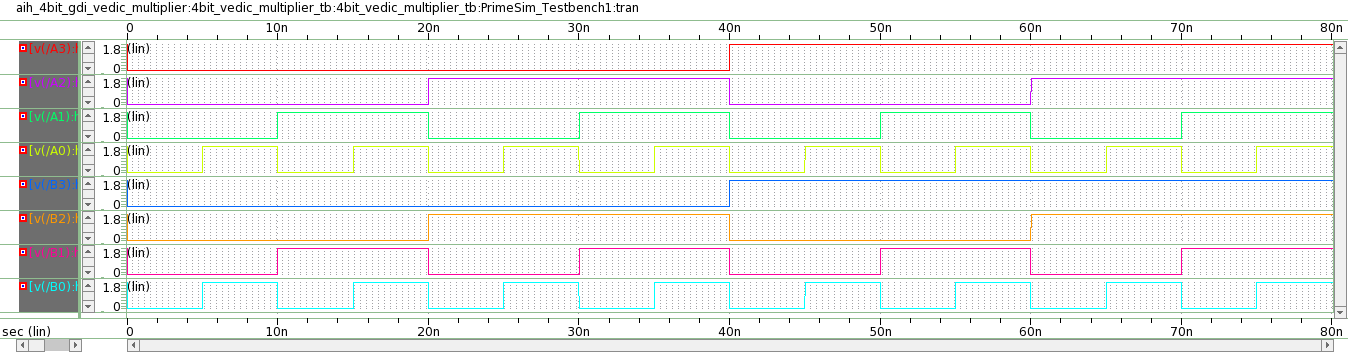 aih_4bit_gdi_vedic_multiplier:4bit_vedic_multiplier_tb:4bit_vedic_multiplier_tb:PrimeSim_Testbench1:tran
0 10n 20n 30n 40n 50n 60n 70n 80n
[v(/A3): 1.8 (lin)
0
[v(/A2): 1.8 (lin)
0
[v(/A1): 1.8 (lin)
0
[v(/A0): 1.8 (lin)
0
[v(/B3): 1.8 (lin)
0
[v(/B2): 1.8 (lin)
0
[v(/B1): 1.8 (lin)
0
[v(/B0): 1.8 (lin)
0
sec (lin) 0 10n 20n 30n 40n 50n 60n 70n 80n